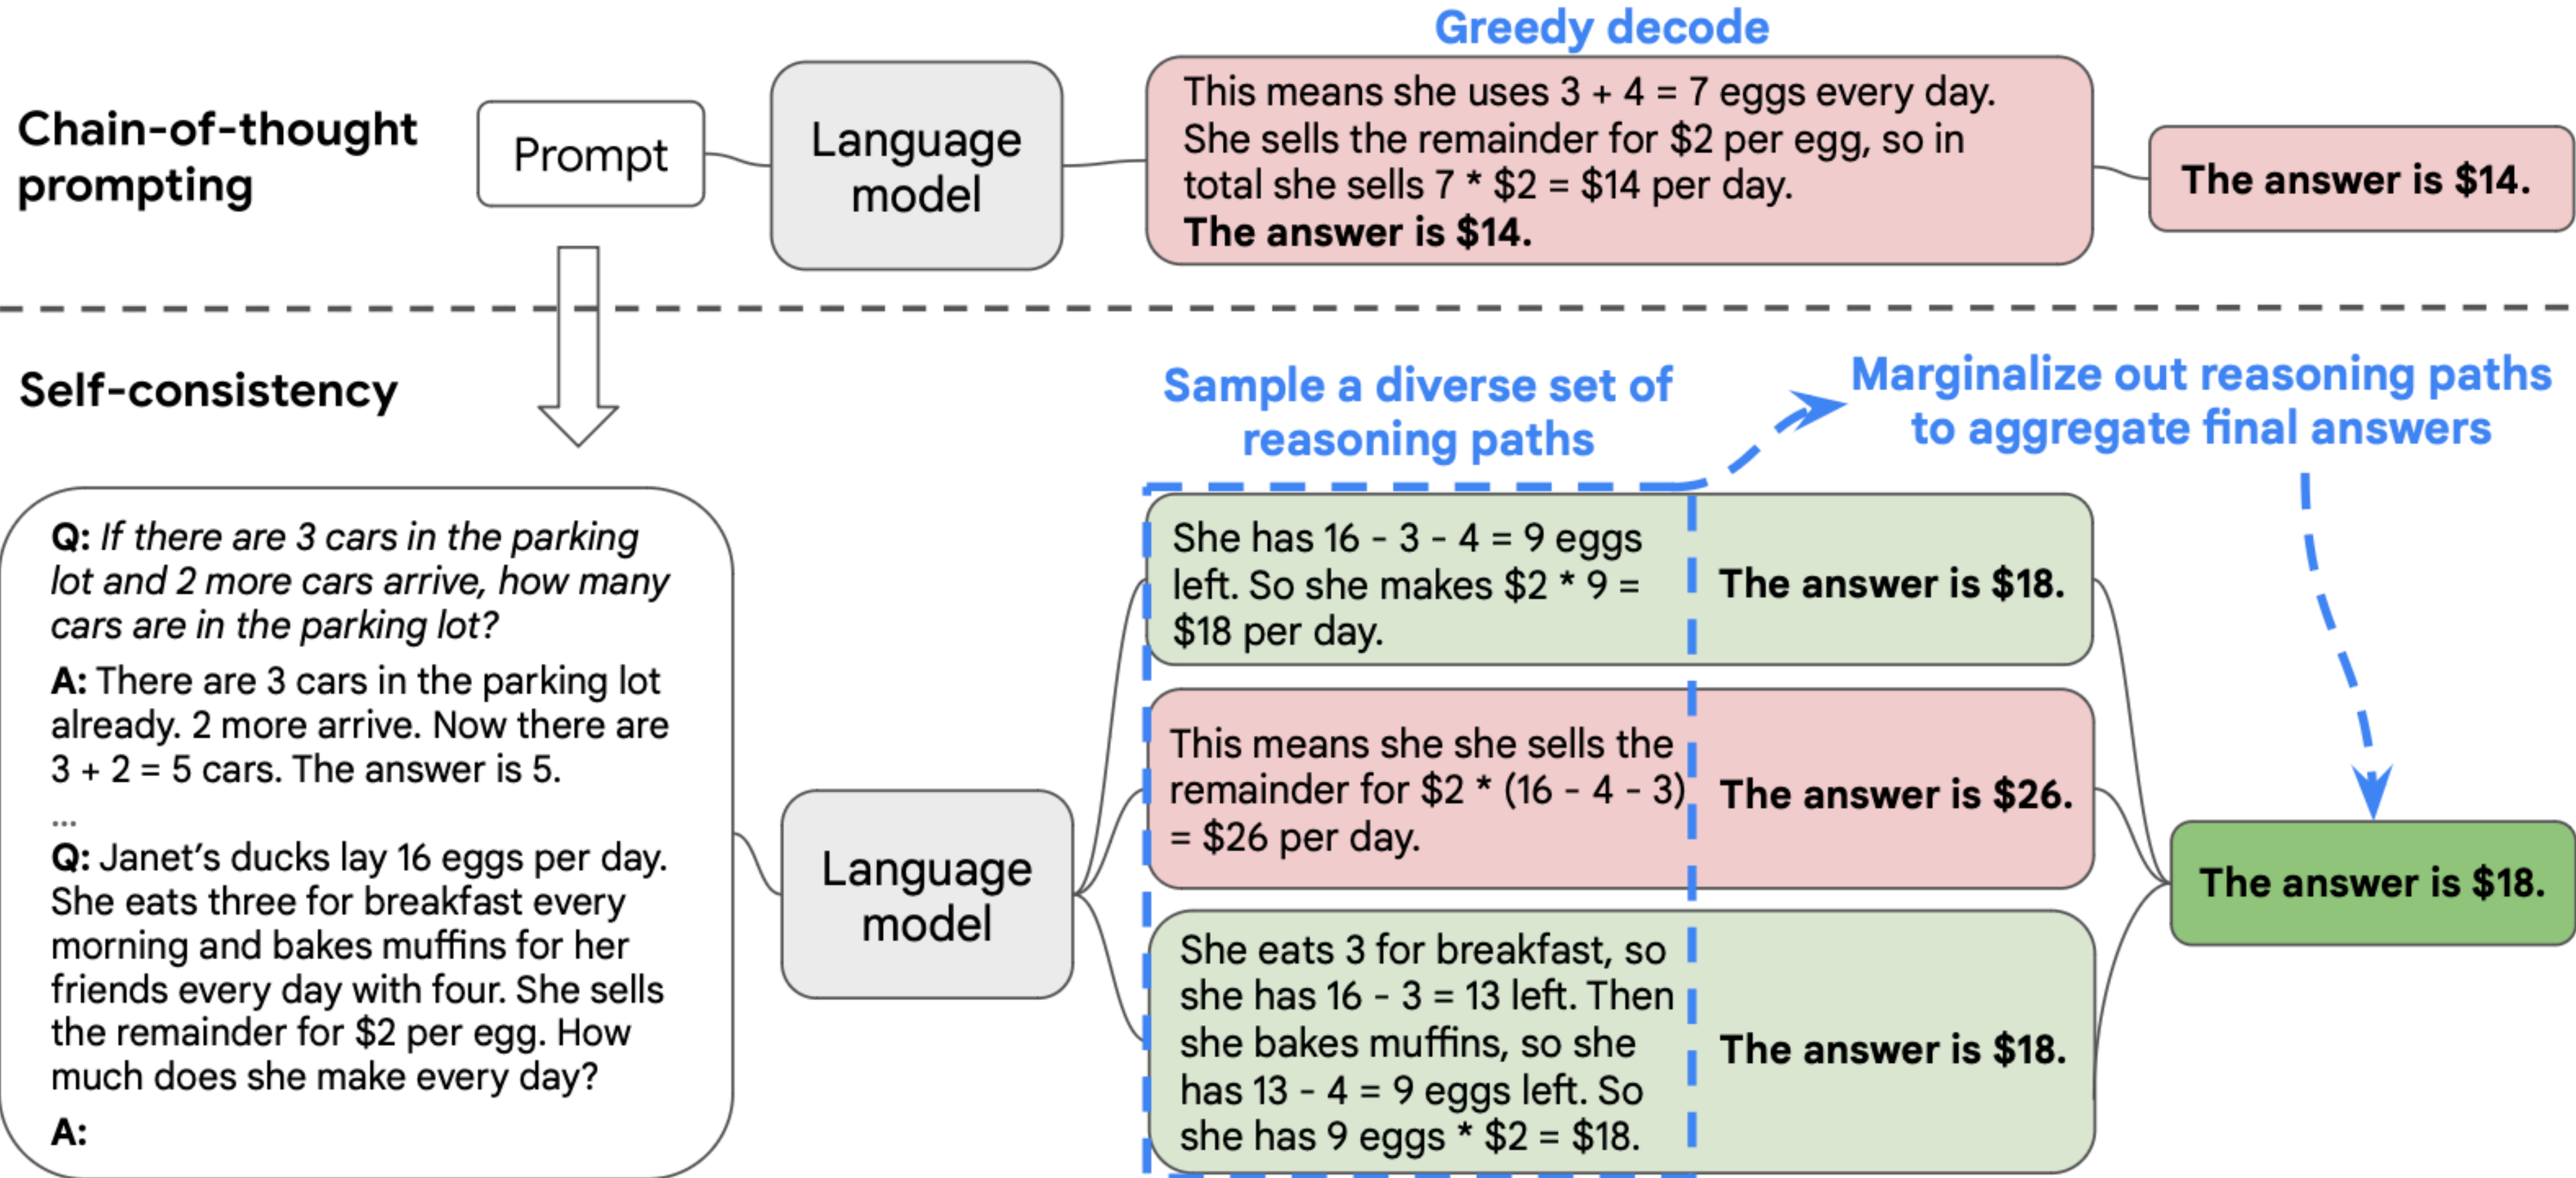 Greedy decode
Chain-of-thought
prompting
Prompt
Language
model
This means she uses 3 + 4 = 7 eggs every day.
She sells the remainder for $2 per egg, so in
total she sells 7 * $2 = $14 per day.
The answer is $14.
The answer is $14.
Self-consistency
Sample a diverse set of
reasoning paths
Marginalize out reasoning paths
to aggregate final answers
Q: If there are 3 cars in the parking
lot and 2 more cars arrive, how many
cars are in the parking lot?
A: There are 3 cars in the parking lot
already. 2 more arrive. Now there are
3 + 2 = 5 cars. The answer is 5.
...
Q: Janet’s ducks lay 16 eggs per day.
She eats three for breakfast every
morning and bakes muffins for her
friends every day with four. She sells
the remainder for $2 per egg. How
much does she make every day?
A:
Language
model
She has 16 - 3 - 4 = 9 eggs
left. So she makes $2 * 9 =
$18 per day.
The answer is $18.
This means she she sells the
remainder for $2 * (16 - 4 - 3)
= $26 per day.
The answer is $26.
She eats 3 for breakfast, so
she has 16 - 3 = 13 left. Then
she bakes muffins, so she
has 13 - 4 = 9 eggs left. So
she has 9 eggs * $2 = $18.
The answer is $18.
The answer is $18.